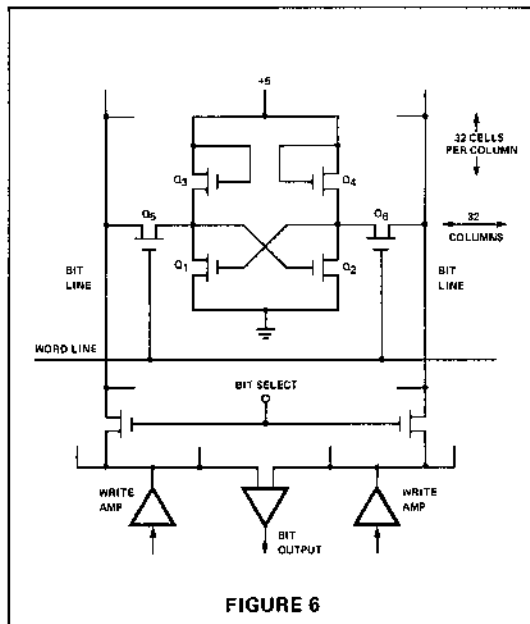 +5
32 CELLS
PER COLUMN
Q3
Q4
Q5
Q6
32
COLUMNS
Q1
Q2
BIT
LINE
BIT
LINE
WORD LINE
BIT SELECT
WRITE
AMP
WRITE
AMP
BIT
OUTPUT
FIGURE 6